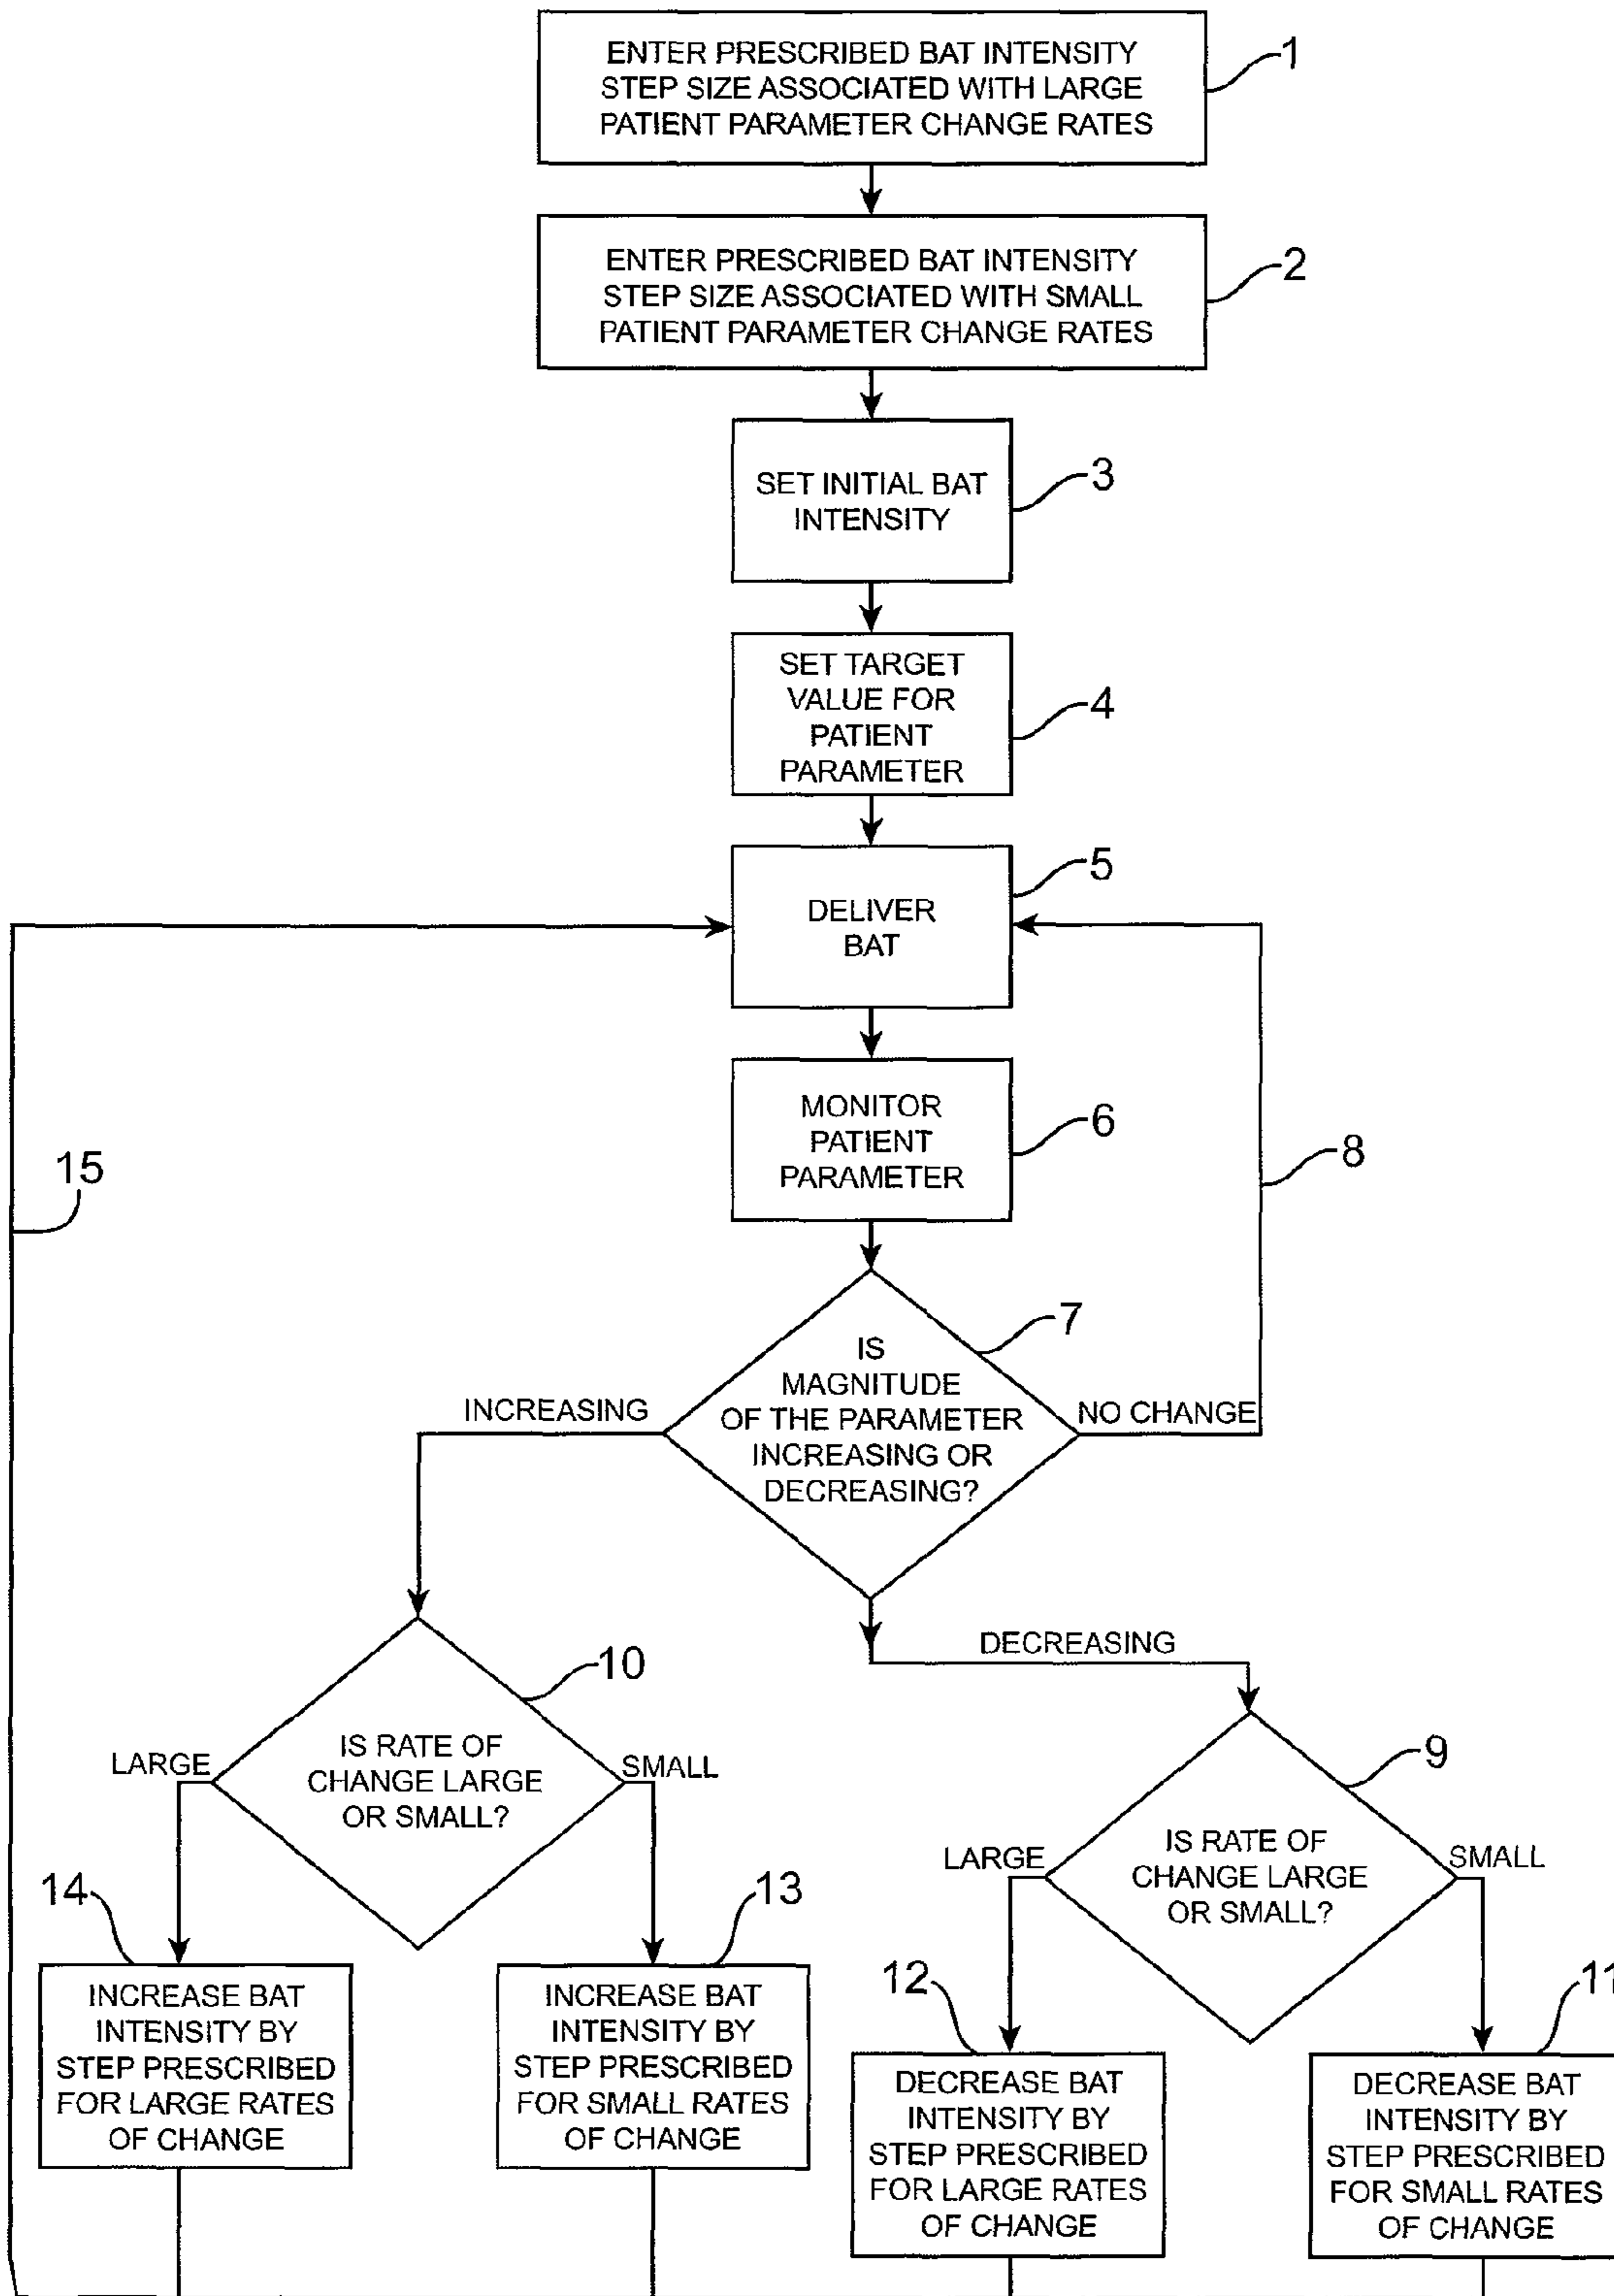 ENTER PRESCRIBED BAT INTENSITY
STEP SIZE ASSOCIATED WITH LARGE
PATIENT PARAMETER CHANGE RATES
1
ENTER PRESCRIBED BAT INTENSITY
STEP SIZE ASSOCIATED WITH SMALL
PATIENT PARAMETER CHANGE RATES
2
SET INITIAL BAT
INTENSITY
3
SET TARGET
VALUE FOR
PATIENT
PARAMETER
4
DELIVER
BAT
5
MONITOR
PATIENT
PARAMETER
6
8
15
IS
MAGNITUDE
OF THE PARAMETER
INCREASING OR
DECREASING?
7
INCREASING
NO CHANGE
DECREASING
10
IS RATE OF
CHANGE LARGE
OR SMALL?
LARGE
SMALL
9
IS RATE OF
CHANGE LARGE
OR SMALL?
LARGE
SMALL
14
INCREASE BAT
INTENSITY BY
STEP PRESCRIBED
FOR LARGE RATES
OF CHANGE
13
INCREASE BAT
INTENSITY BY
STEP PRESCRIBED
FOR SMALL RATES
OF CHANGE
12
DECREASE BAT
INTENSITY BY
STEP PRESCRIBED
FOR LARGE RATES
OF CHANGE
11
DECREASE BAT
INTENSITY BY
STEP PRESCRIBED
FOR SMALL RATES
OF CHANGE